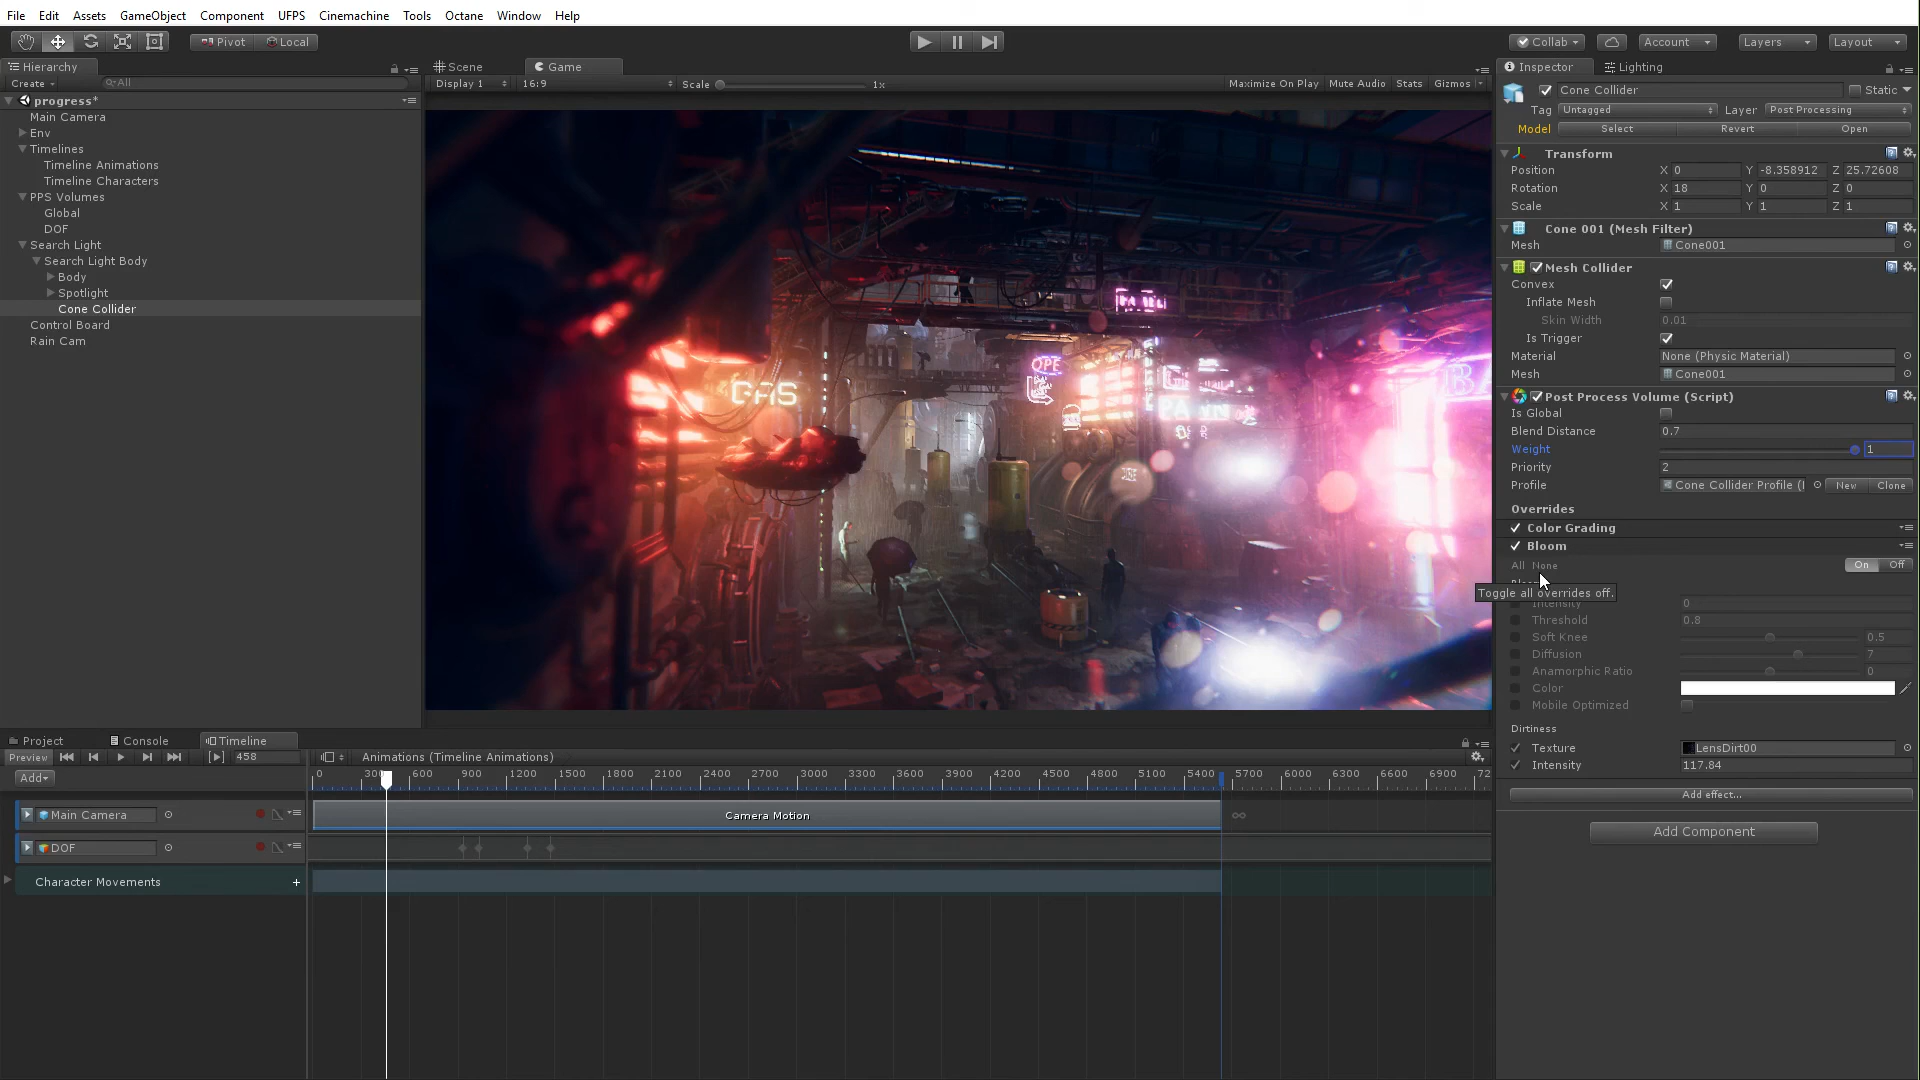 File Edit Assets GameObject Component UFPS Cinemachine Tools Octane Window Help
Pivot Local Collab Account Layers Layout
Hierarchy
Create All
progress*
Main Camera
Env
Timelines
Timeline Animations
Timeline Characters
PPS Volumes
Global
DOF
Search Light
Search Light Body
Body
Spotlight
Cone Collider
Control Board
Rain Cam
Scene Game
Display 1 16:9 Scale 1x Maximize On Play Mute Audio Stats Gizmos
OPE
PAWN
Inspector Lighting
Cone Collider Static
Tag Untagged Layer Post Processing
Model Select Revert Open
Transform
Position X 0 Y -8.358912 Z 25.72608
Rotation X 18 Y 0 Z 0
Scale X 1 Y 1 Z 1
Cone 001 (Mesh Filter)
Mesh Cone001
Mesh Collider
Convex
Inflate Mesh
Skin Width 0.01
Is Trigger
Material None (Physic Material)
Mesh Cone001
Post Process Volume (Script)
Is Global
Blend Distance 0.7
Weight 1
Priority 2
Profile Cone Collider Profile ( New Clone
Overrides
Color Grading
Bloom
All None On Off
Toggle all overrides off.
Intensity 0
Threshold 0.8
Soft Knee 0.5
Diffusion 7
Anamorphic Ratio 0
Color
Mobile Optimized
Dirtiness
Texture LensDirt00
Intensity 117.84
Add effect...
Add Component
Project Console Timeline
Preview 458 Animations (Timeline Animations)
Add
0 300 600 900 1200 1500 1800 2100 2400 2700 3000 3300 3600 3900 4200 4500 4800 5100 5400 5700 6000 6300 6600 6900 72
Main Camera Camera Motion
DOF
Character Movements +